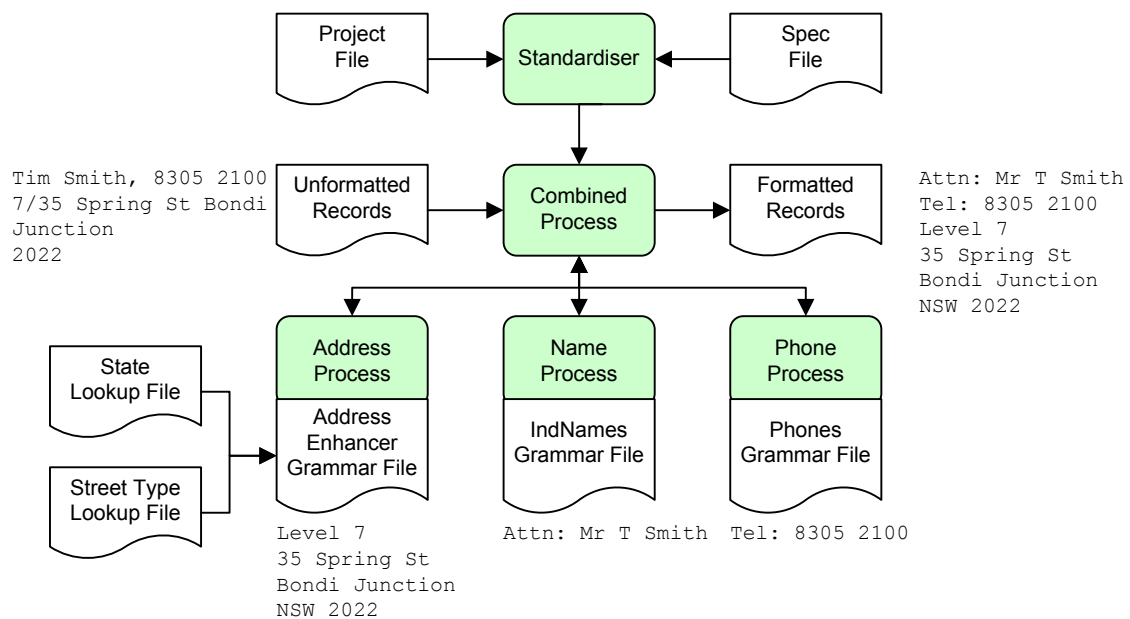 Project
File
Standardiser
Spec
File
Tim Smith, 8305 2100
7/35 Spring St Bondi
Junction
2022
Unformatted
Records
Combined
Process
Formatted
Records
Attn: Mr T Smith
Tel: 8305 2100
Level 7
35 Spring St
Bondi Junction
NSW 2022
State
Lookup File
Street Type
Lookup File
Address
Process
Address
Enhancer
Grammar File
Level 7
35 Spring St
Bondi Junction
NSW 2022
Name
Process
IndNames
Grammar File
Attn: Mr T Smith
Phone
Process
Phones
Grammar File
Tel: 8305 2100